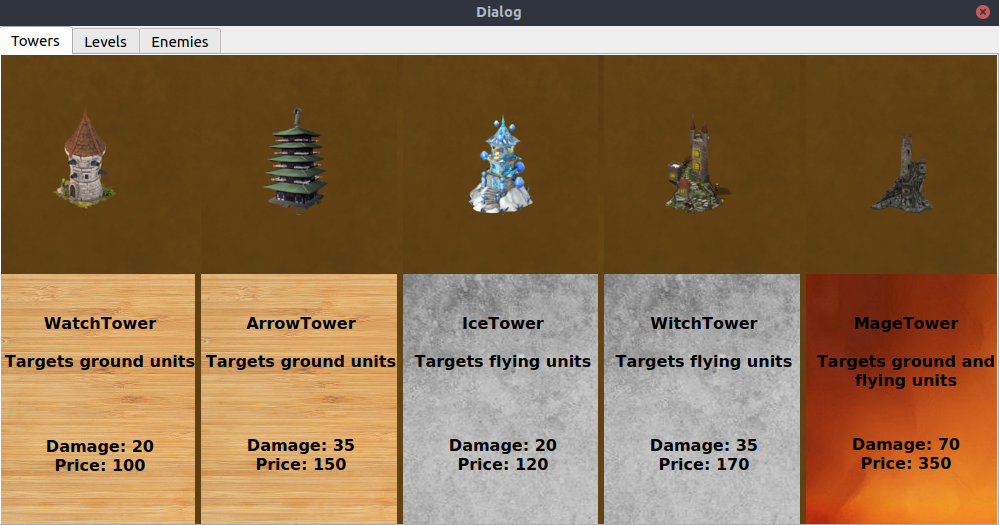 Dialog
Towers
Levels
Enemies
WatchTower
Targets ground units
Damage: 20
Price: 100
ArrowTower
Targets ground units
Damage: 35
Price: 150
IceTower
Targets flying units
Damage: 20
Price: 120
WitchTower
Targets flying units
Damage: 35
Price: 170
MageTower
Targets ground and
flying units
Damage: 70
Price: 350